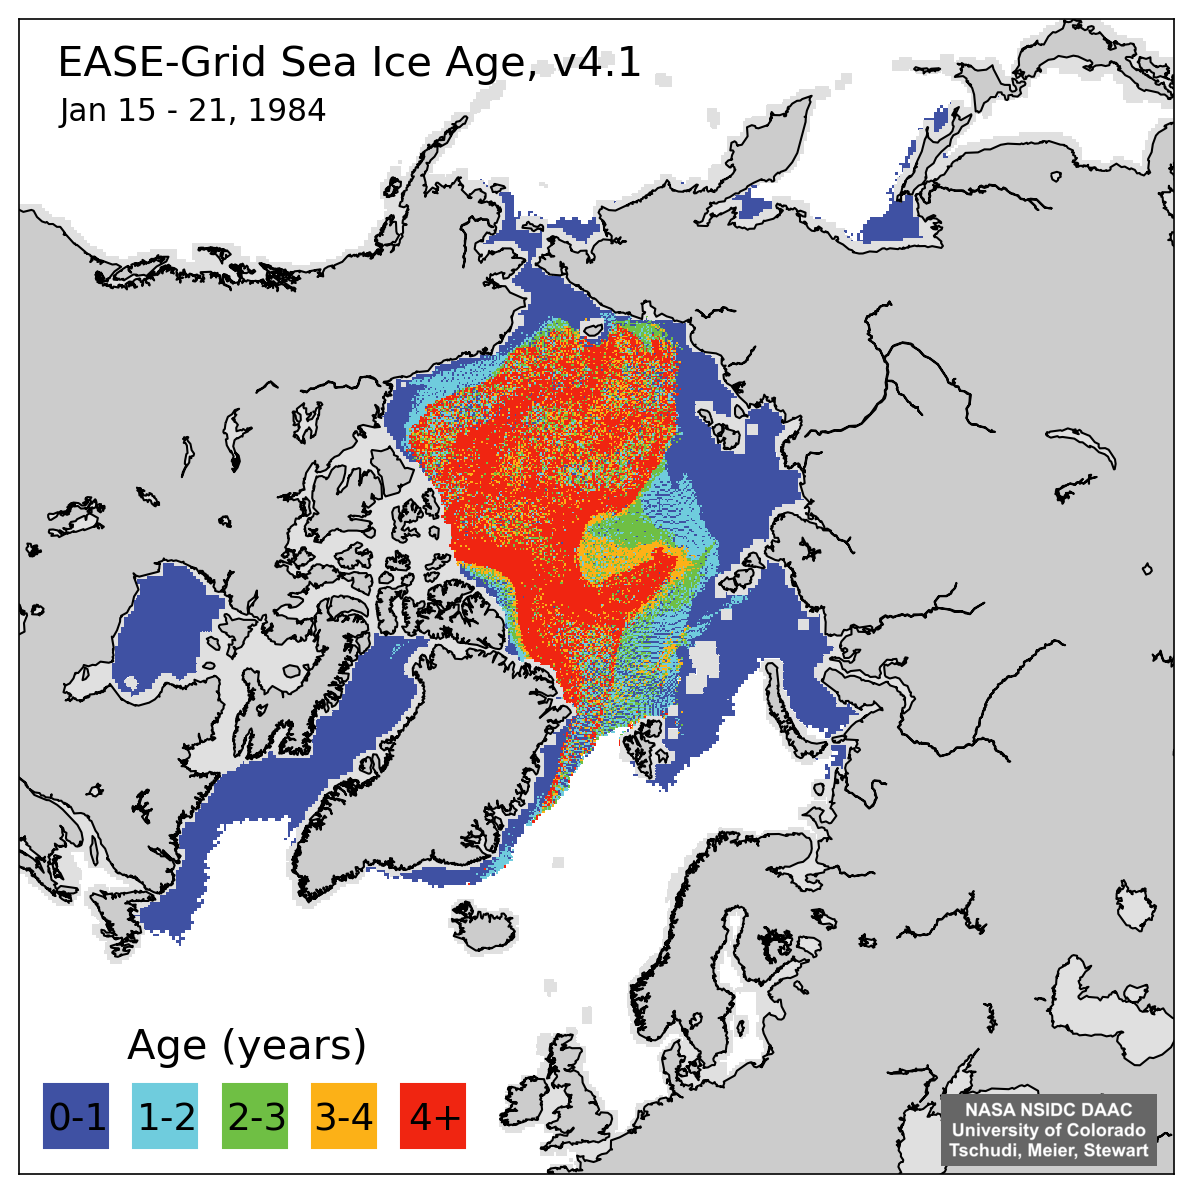 EASE-Grid Sea Ice Age, v4.1
Jan 15 - 21, 1984
Age (years)
0-1 1-2 2-3 3-4 4+
NASA NSIDC DAAC
University of Colorado
Tschudi, Meier, Stewart